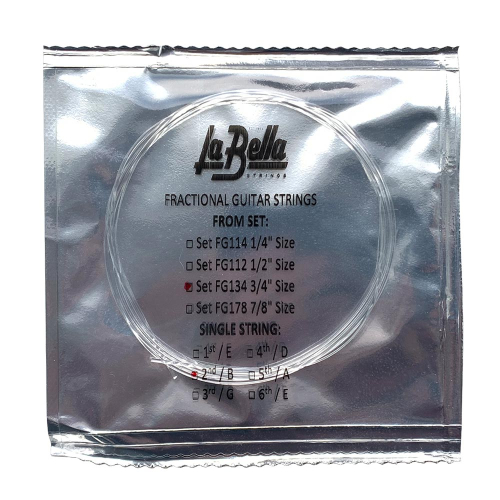 La Bella
STRINGS
FRACTIONAL GUITAR STRINGS
FROM SET:
□ Set FG114 1/4" Size
□ Set FG112 1/2" Size
□ Set FG134 3/4" Size
□ Set FG178 7/8" Size
SINGLE STRING:
□ 1st / E □ 4th / D
□ 2nd / B □ 5th / A
□ 3rd / G □ 6th / E